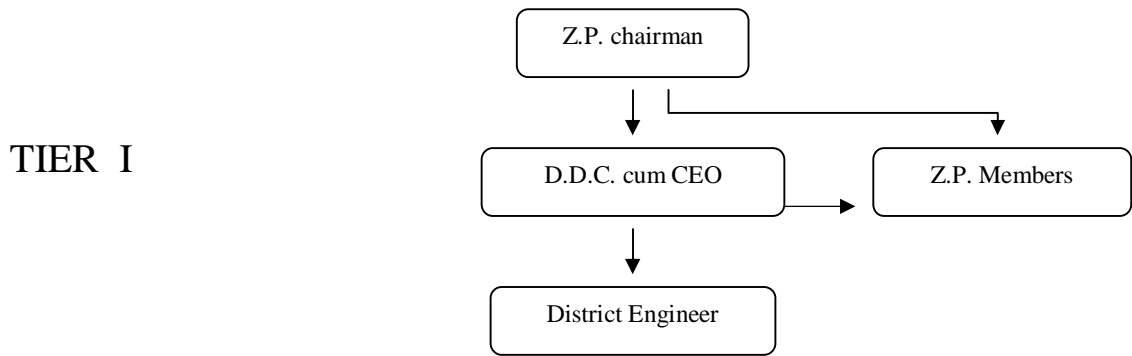 Z.P. chairman
TIER I
D.D.C. cum CEO
Z.P. Members
District Engineer